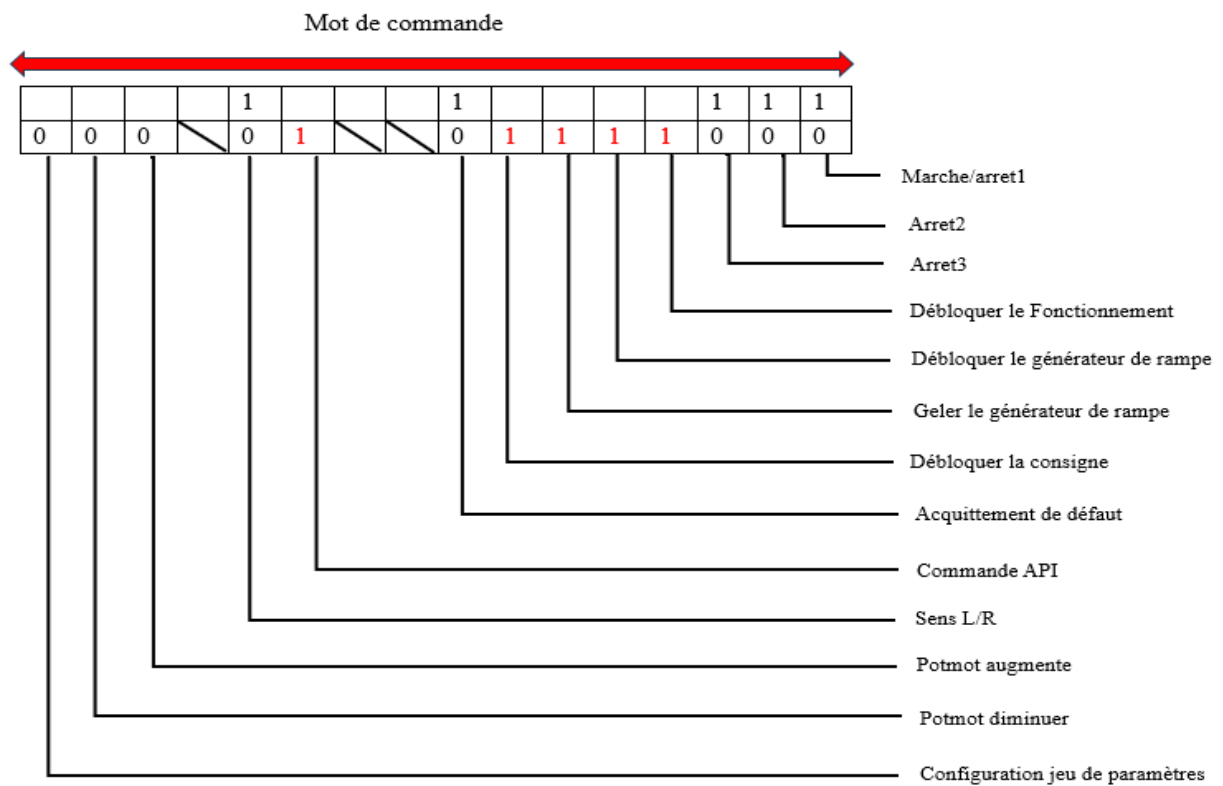 Mot de commande
1 1 1 1 1
0 0 0 0 1 0 1 1 1 1 0 0 0
Marche/arret1
Arret2
Arret3
Débloquer le Fonctionnement
Débloquer le générateur de rampe
Geler le générateur de rampe
Débloquer la consigne
Acquittement de défaut
Commande API
Sens L/R
Potmot augmente
Potmot diminuer
Configuration jeu de paramètres